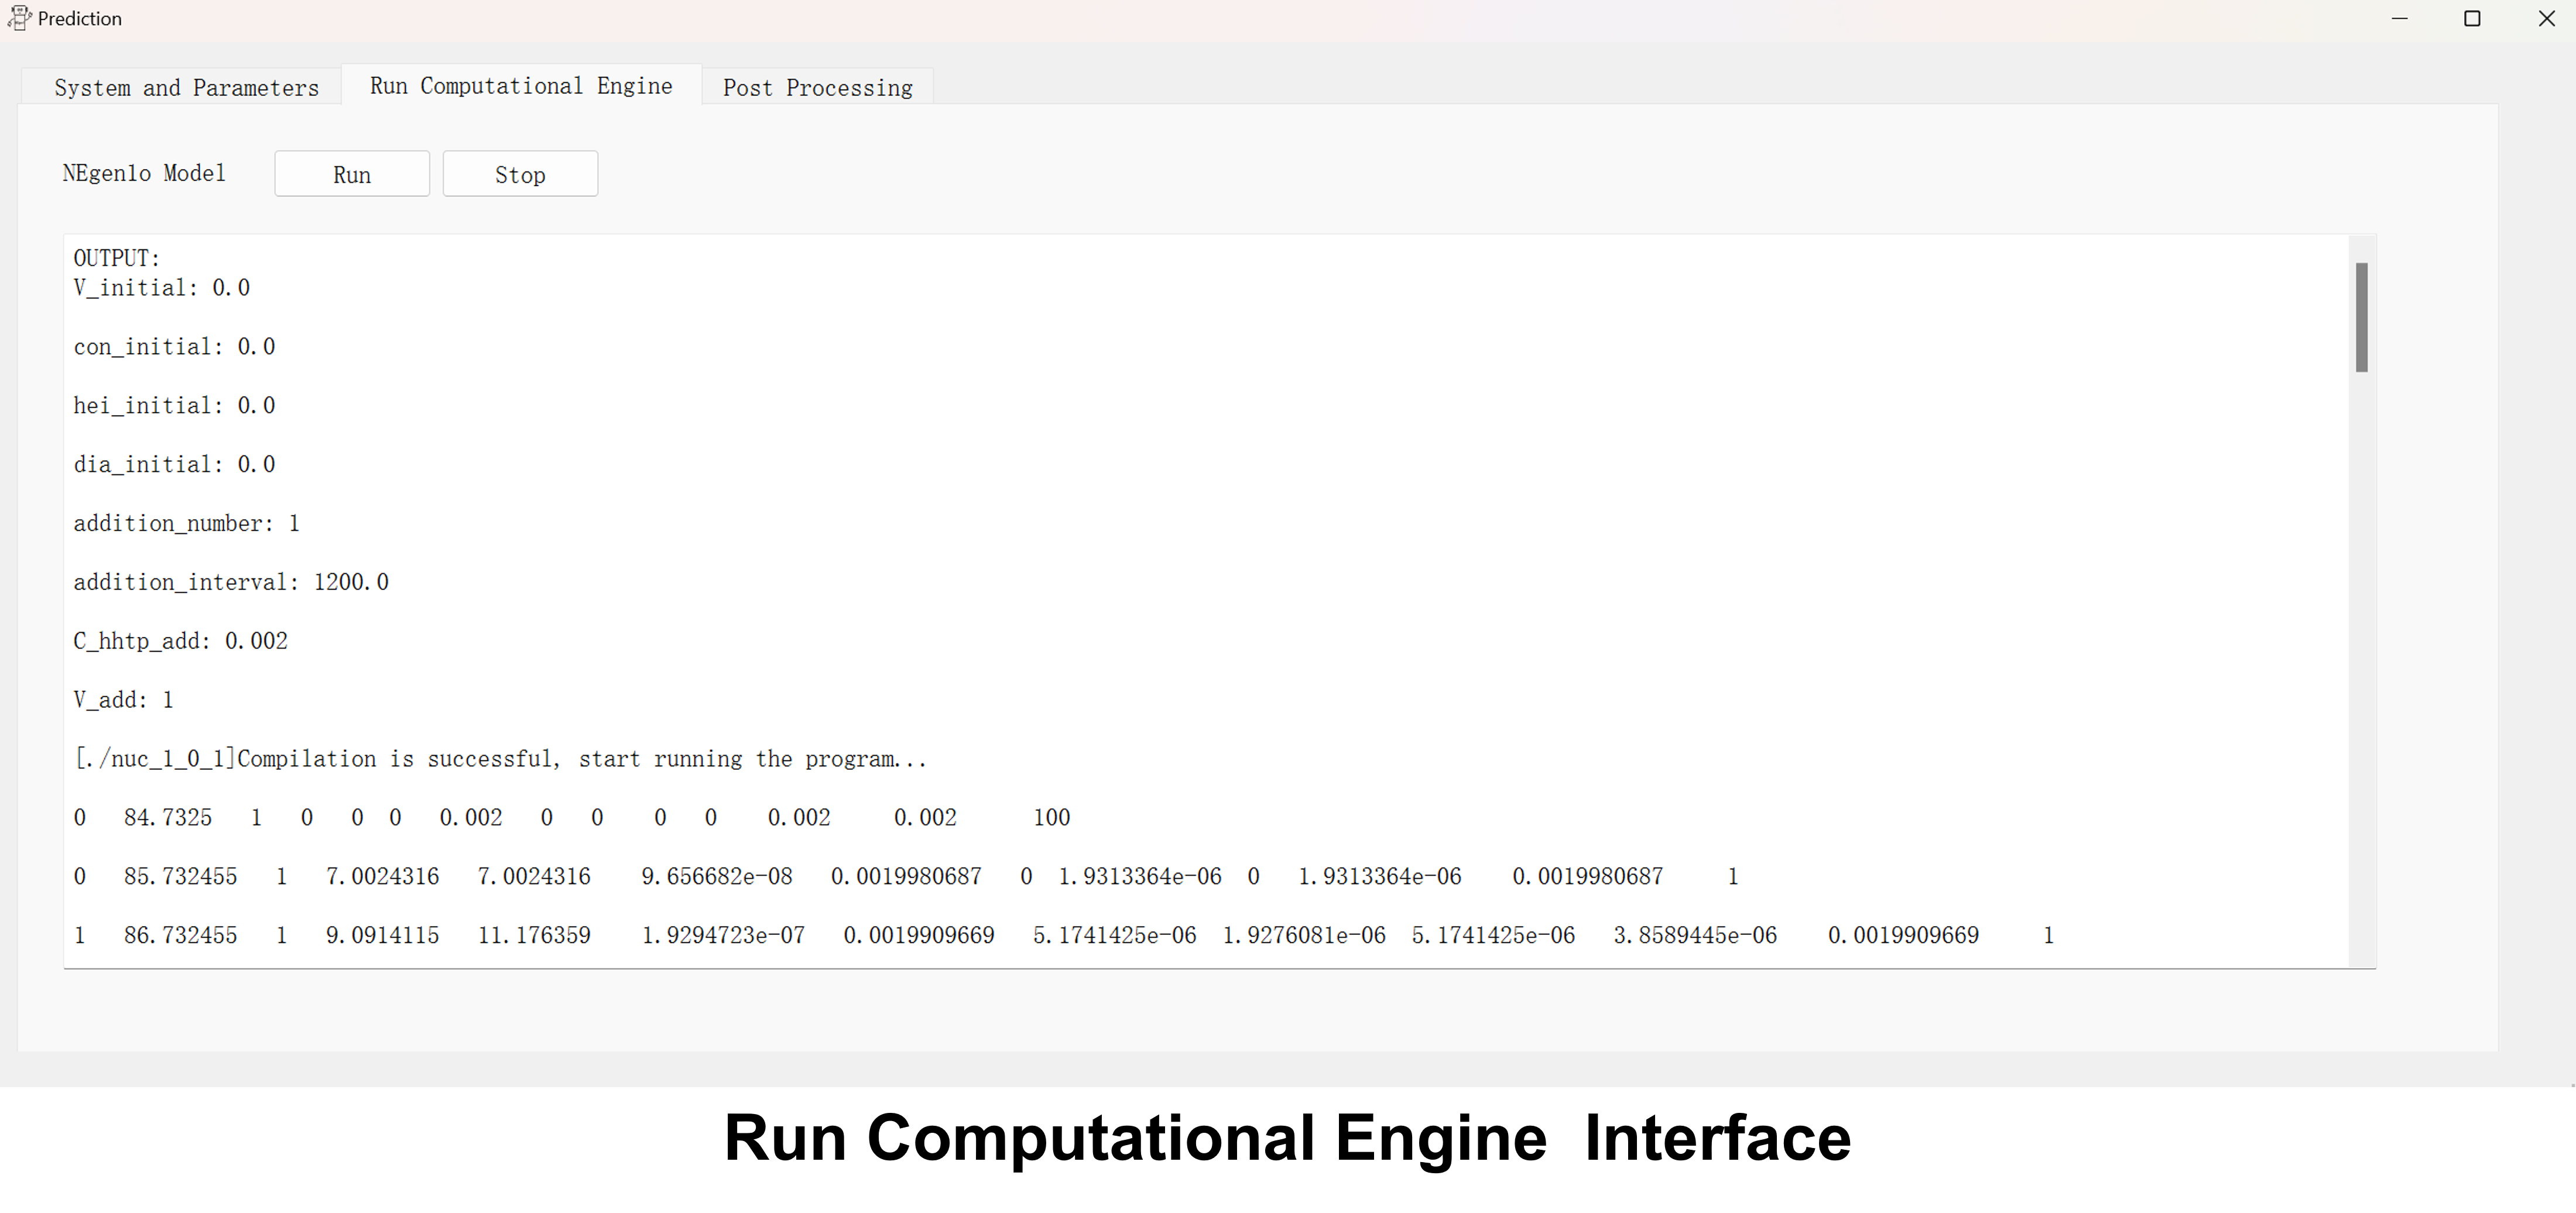 Prediction
System and Parameters Run Computational Engine Post Processing
NEgenlo Model Run Stop
OUTPUT:
V_initial: 0.0
con_initial: 0.0
hei_initial: 0.0
dia_initial: 0.0
addition_number: 1
addition_interval: 1200.0
C_hhtp_add: 0.002
V_add: 1
[./nuc_1_0_1]Compilation is successful, start running the program...
0 84.7325 1 0 0 0 0.002 0 0 0 0 0.002 0.002 100
0 85.732455 1 7.0024316 7.0024316 9.656682e-08 0.0019980687 0 1.9313364e-06 0 1.9313364e-06 0.0019980687 1
1 86.732455 1 9.0914115 11.176359 1.9294723e-07 0.0019909669 5.1741425e-06 1.9276081e-06 5.1741425e-06 3.8589445e-06 0.0019909669 1
Run Computational Engine Interface